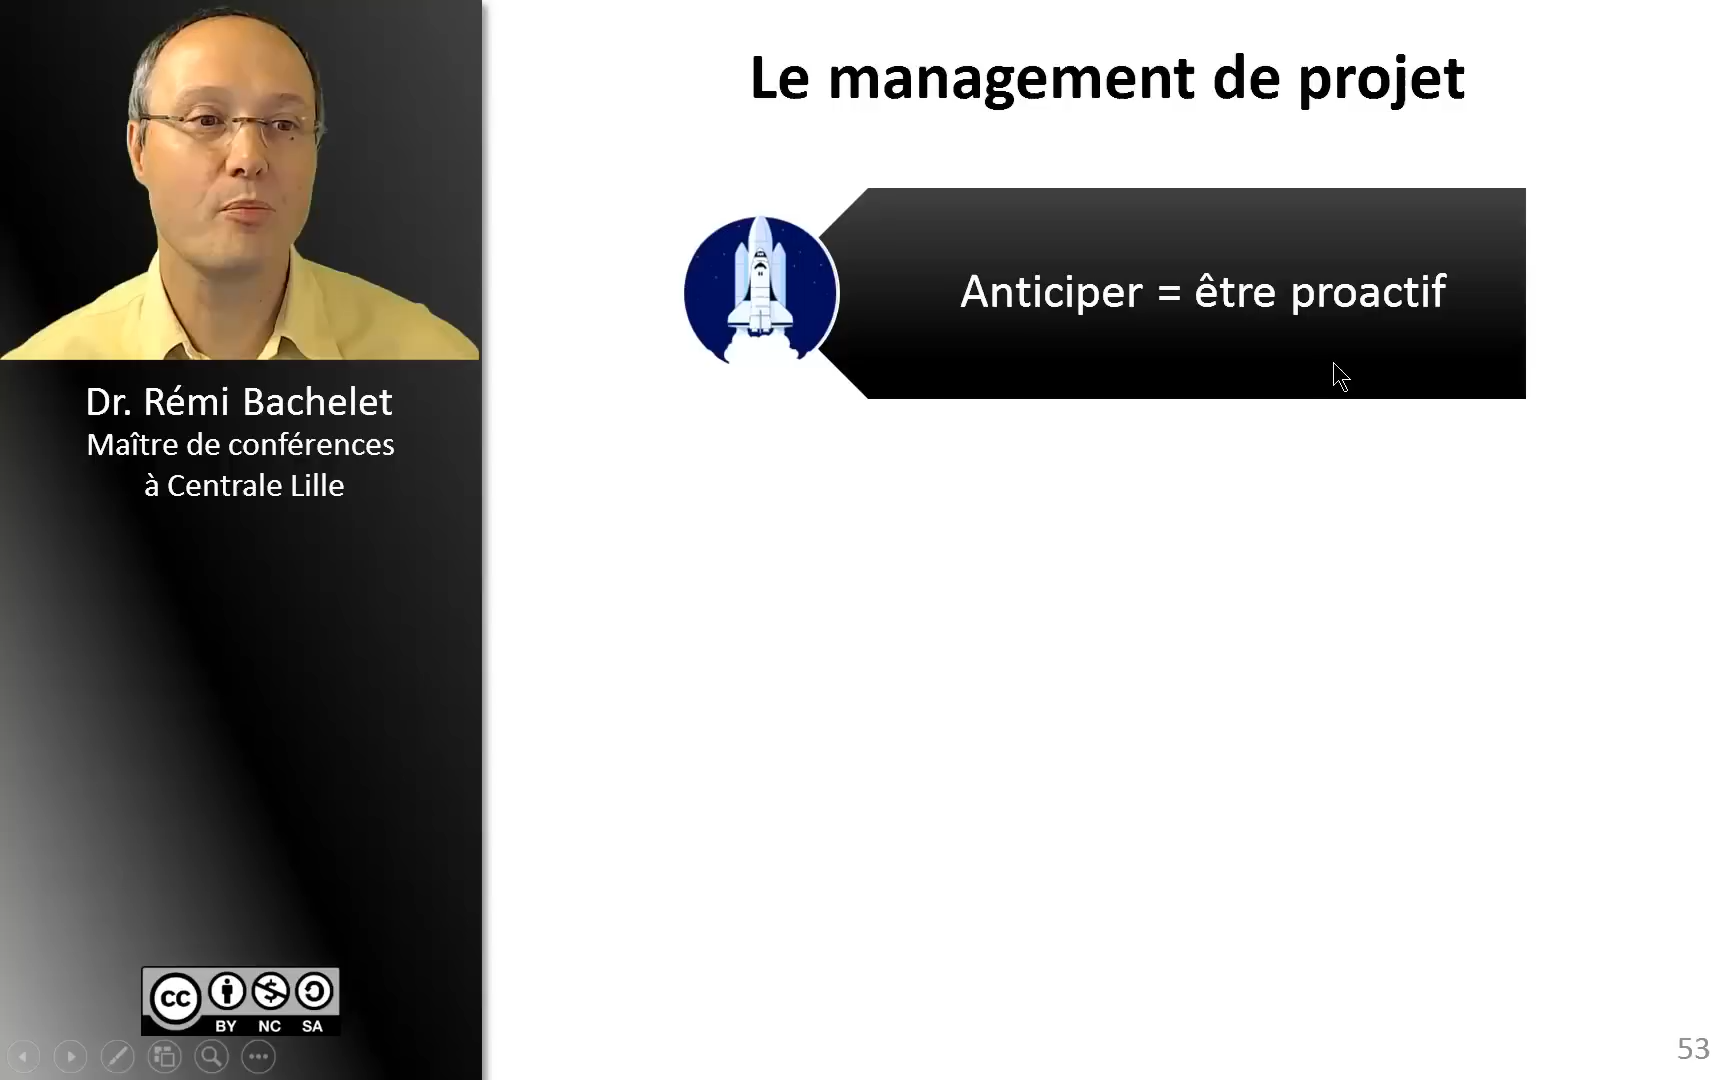 Le management de projet
Anticiper = être proactif
Dr. Rémi Bachelet
Maître de conférences
à Centrale Lille
CC
BY NC SA
53